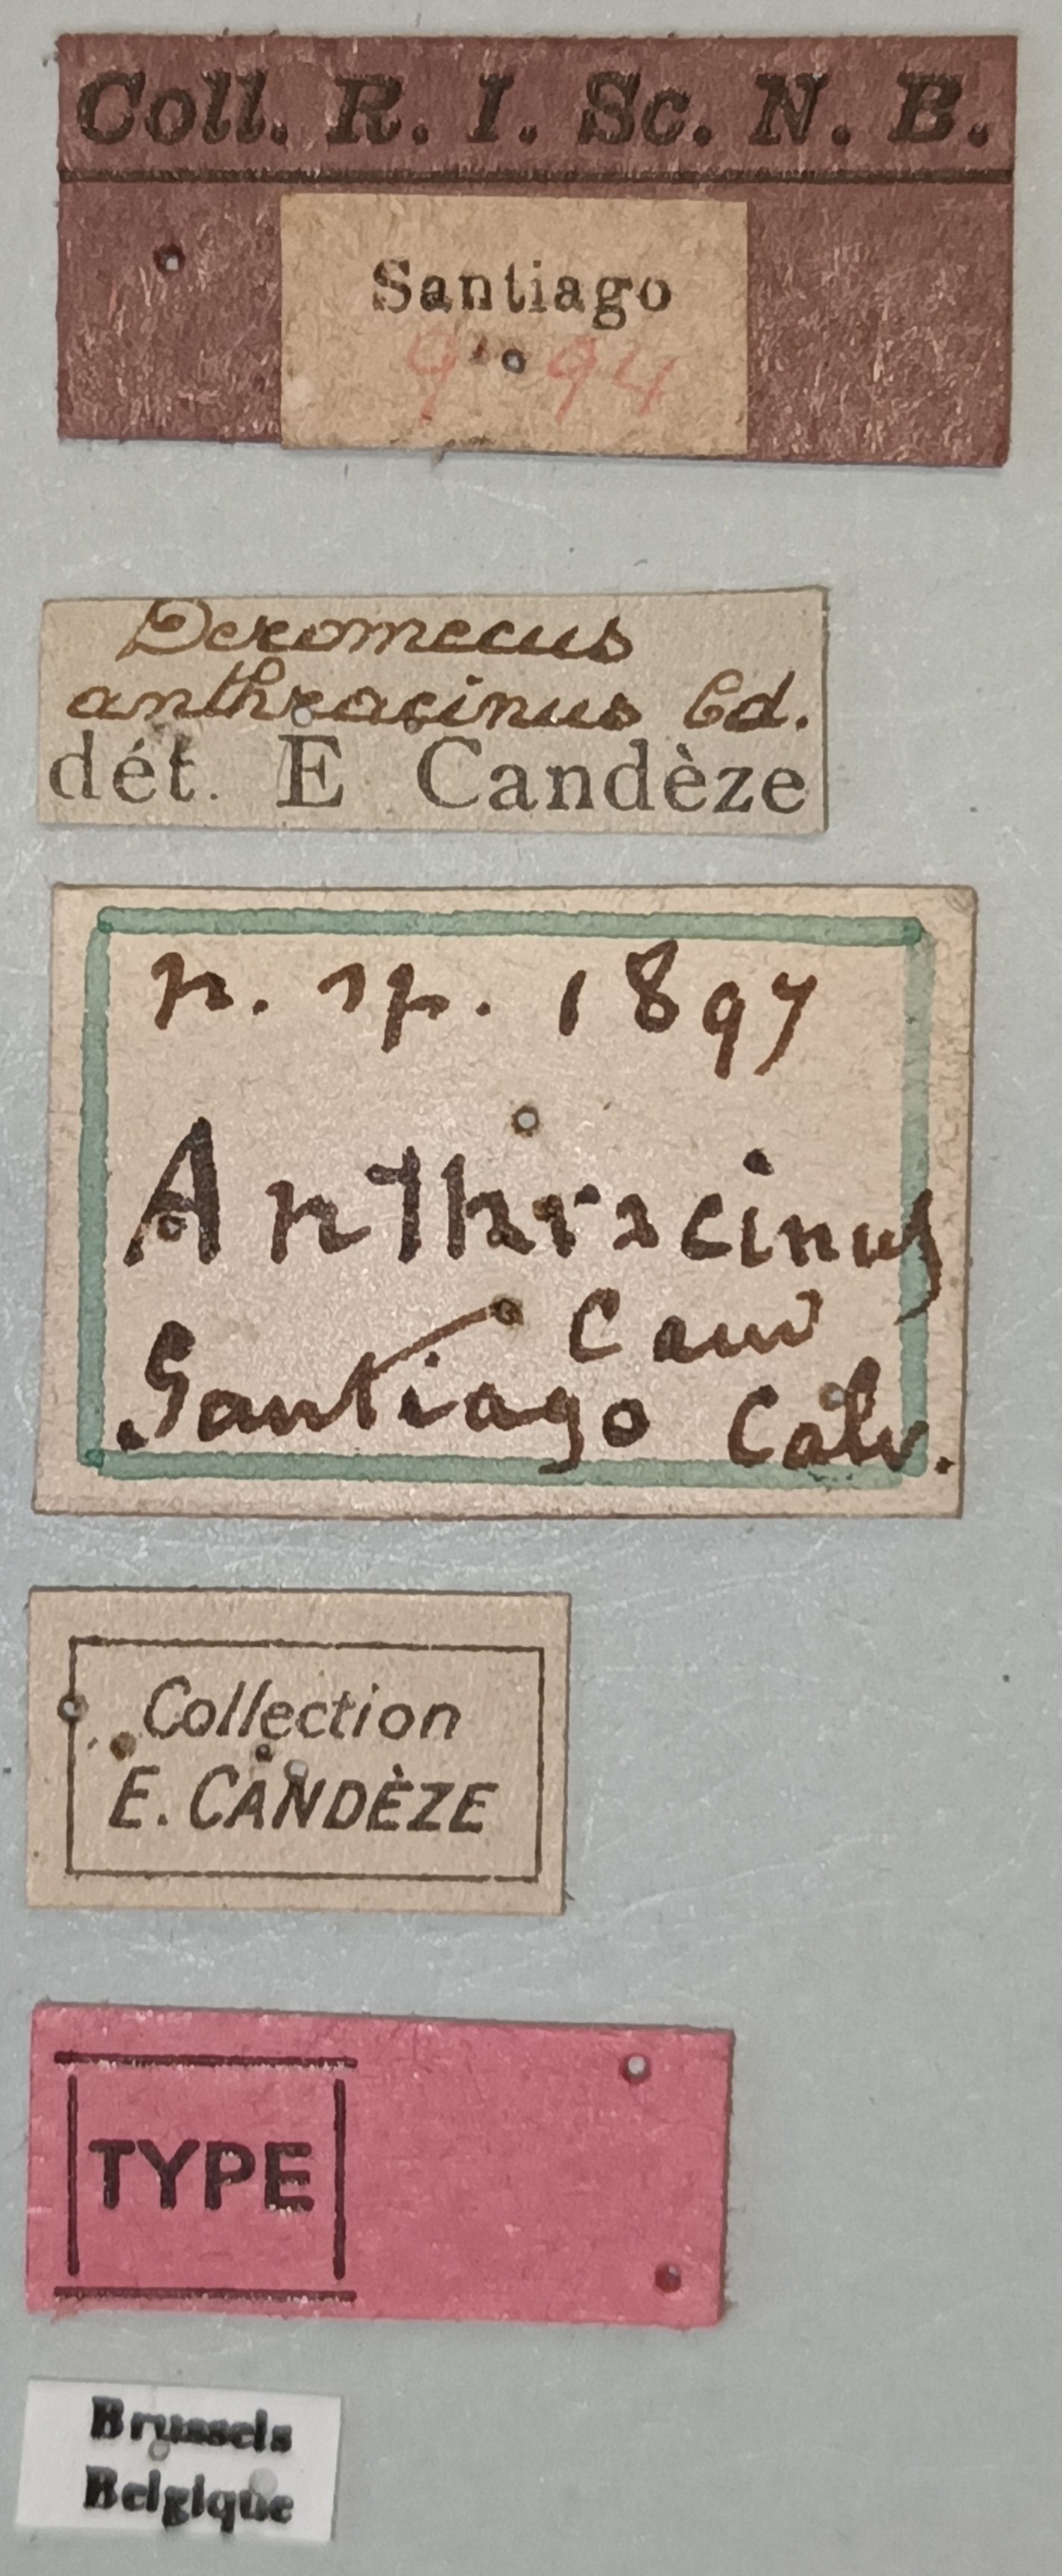 Coll. R. I. Sc. N. B.
Santiago
9 94
Deromecus
anthracinus Cd.
dét. E Candèze
n. sp. 1897
Anthracinus
Cand
Santiago Calv.
Collection
E. CANDÈZE
TYPE
Brussels
Belgique